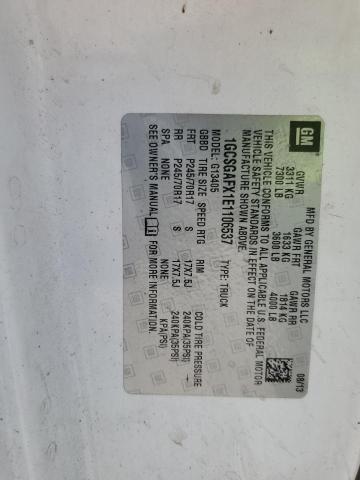 GM
MFD BY GENERAL MOTORS LLC
08/13
GVWR GAWR FRT GAWR RR
3311 KG 1633 KG 1814 KG
7300 LB 3600 LB 4000 LB
THIS VEHICLE CONFORMS TO ALL APPLICABLE U.S. FEDERAL MOTOR
VEHICLE SAFETY STANDARDS IN EFFECT ON THE DATE OF
MANUFACTURE SHOWN ABOVE.
1GCSGAFX1E1106637 TYPE: TRUCK
MODEL: G13405
GBBD TIRE SIZE SPEED RTG RIM COLD TIRE PRESSURE
FRT P245/70R17 S 17X7.5J 240KPA(35PSI)
RR P245/70R17 S 17X7.5J 240KPA(35PSI)
SPA NONE NONE KPA(PSI)
SEE OWNER'S MANUAL FOR MORE INFORMATION.